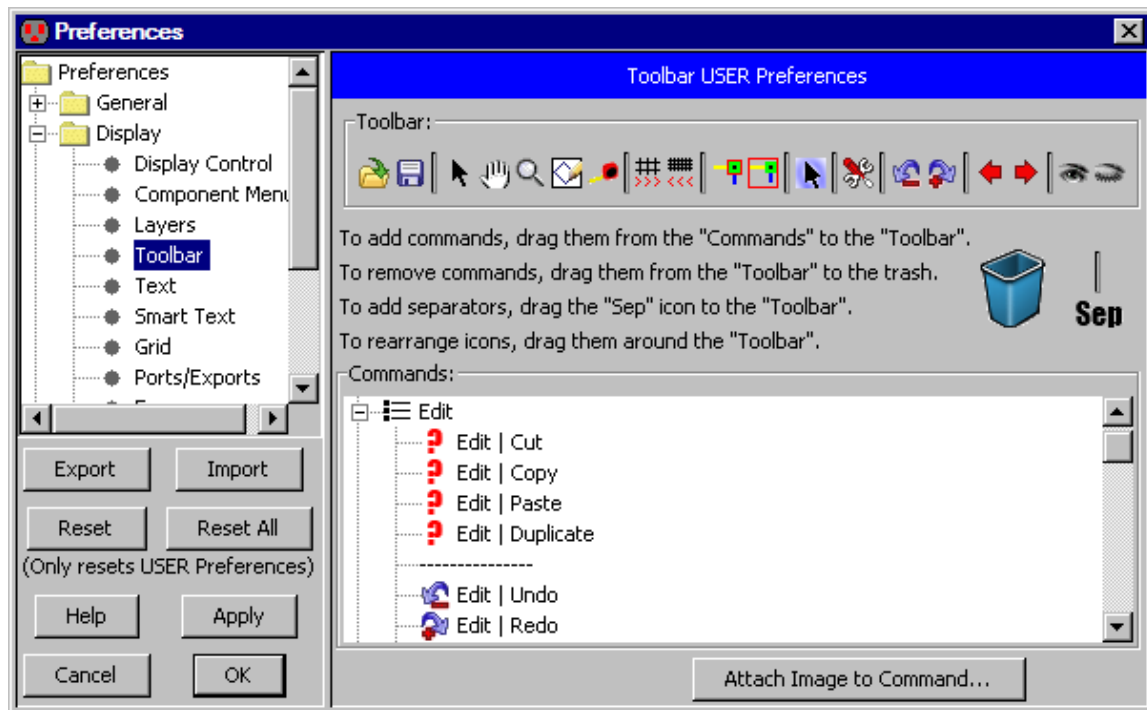 Preferences
Preferences
General
Display
Display Control
Component Menu
Layers
Toolbar
Text
Smart Text
Grid
Ports/Exports
Export
Import
Reset
Reset All
(Only resets USER Preferences)
Help
Apply
Cancel
OK
Toolbar USER Preferences
Toolbar:
To add commands, drag them from the "Commands" to the "Toolbar".
To remove commands, drag them from the "Toolbar" to the trash.
To add separators, drag the "Sep" icon to the "Toolbar".
To rearrange icons, drag them around the "Toolbar".
Sep
Commands:
Edit
Edit | Cut
Edit | Copy
Edit | Paste
Edit | Duplicate
---------------
Edit | Undo
Edit | Redo
Attach Image to Command...